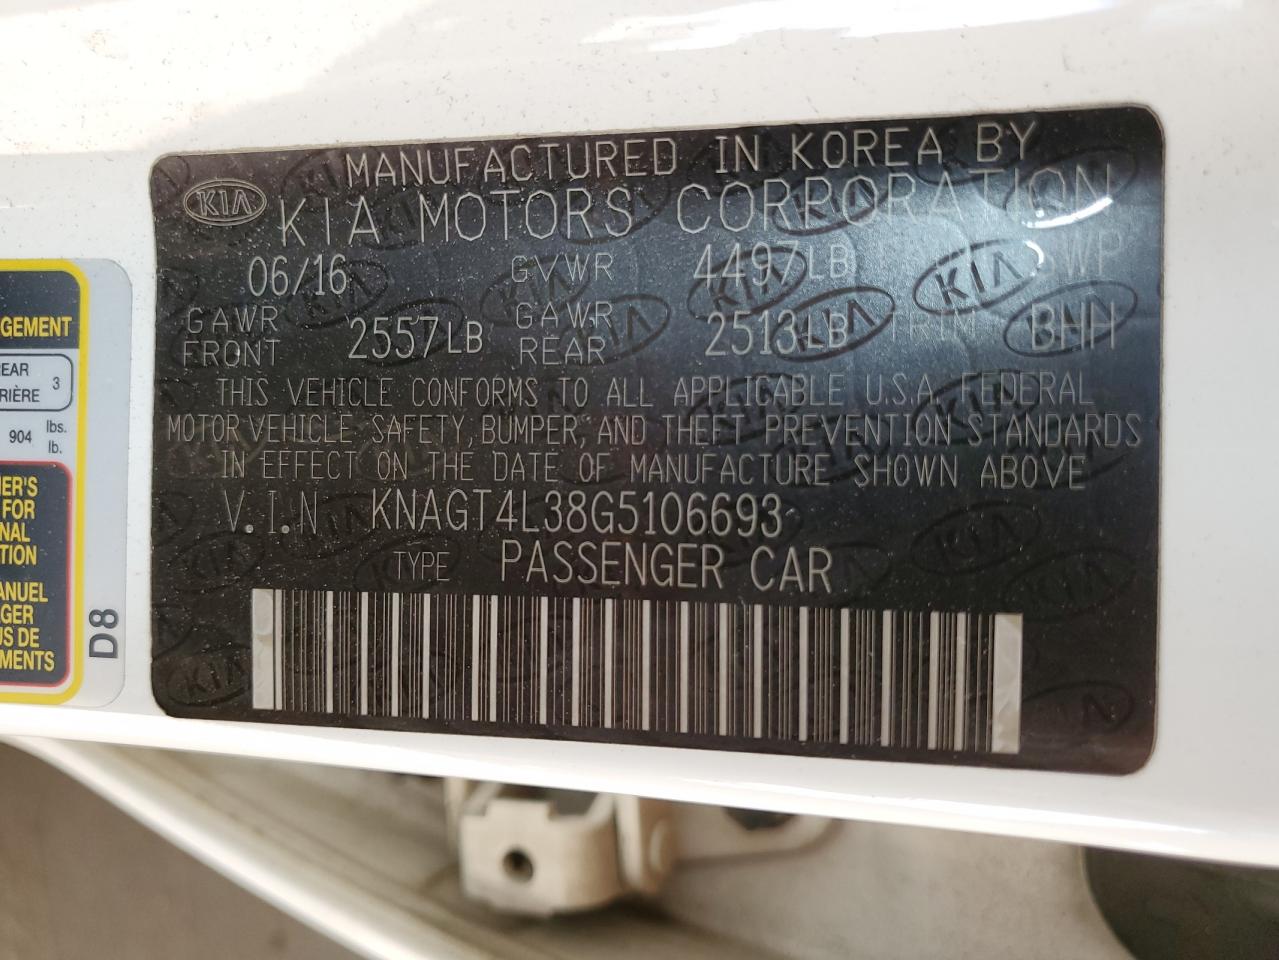 MANUFACTURED IN KOREA BY
KIA KIA MOTORS CORPORATION
06/16 GVWR 4497LB SWP
GAWR FRONT 2557LB GAWR REAR 2513LB TRIM BHH
THIS VEHICLE CONFORMS TO ALL APPLICABLE U.S.A. FEDERAL
MOTOR VEHICLE SAFETY, BUMPER, AND THEFT PREVENTION STANDARDS
IN EFFECT ON THE DATE OF MANUFACTURE SHOWN ABOVE
V.I.N KNAGT4L38G5106693
TYPE PASSENGER CAR
GEMENT
EAR 3
RIÈRE
904 lbs.
lb.
ER'S
FOR
NAL
TION
ANUEL
GER
US DE
MENTS
D8